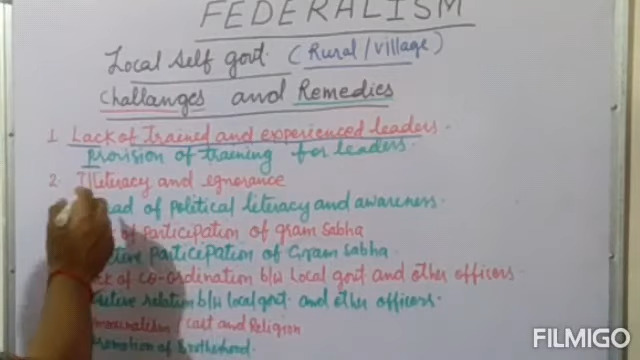 FEDERALISM
Local Self govt. (Rural/village)
Challanges and Remedies
1. Lack of trained and experienced leaders.
Provision of training for leaders.
2. Illiteracy and egnorance
of Political literacy and awareness.
of Participation of gram sabha
Participation of Gram Sabha.
of co-ordination b/w Local govt and other officers
relation b/w local govt. and other officers.
cast and Religion
of Brotherhood.
FILMIGO